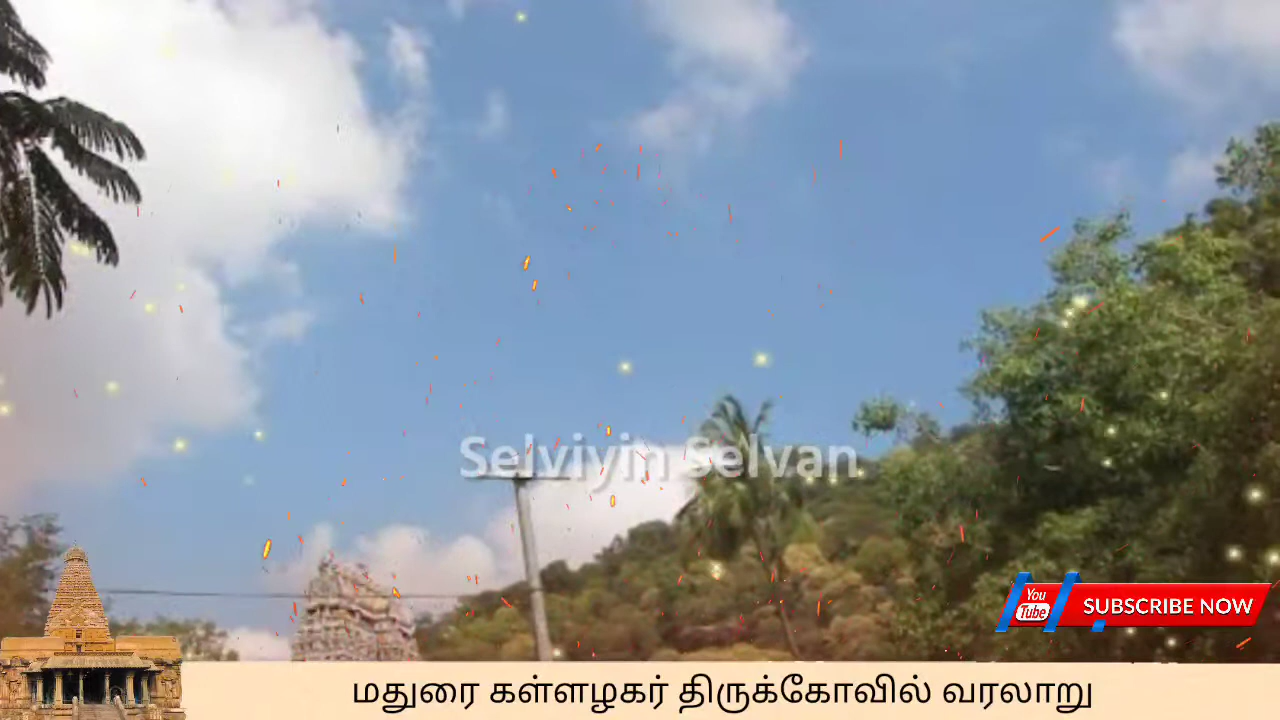 Selviyin Selvan
You
Tube
SUBSCRIBE NOW
மதுரை கள்ளழகர் திருக்கோவில் வரலாறு